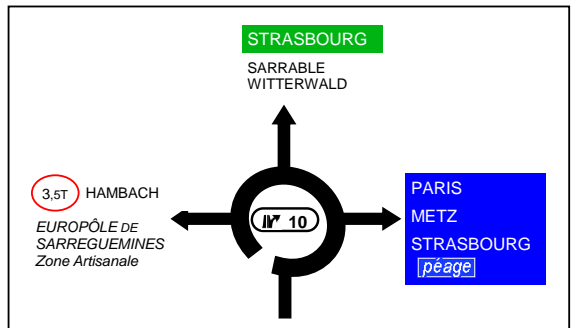 STRASBOURG
SARRABLE
WITTERWALD
3,5T HAMBACH
EUROPÔLE DE
SARREGUEMINES
Zone Artisanale
10
PARIS
METZ
STRASBOURG
péage